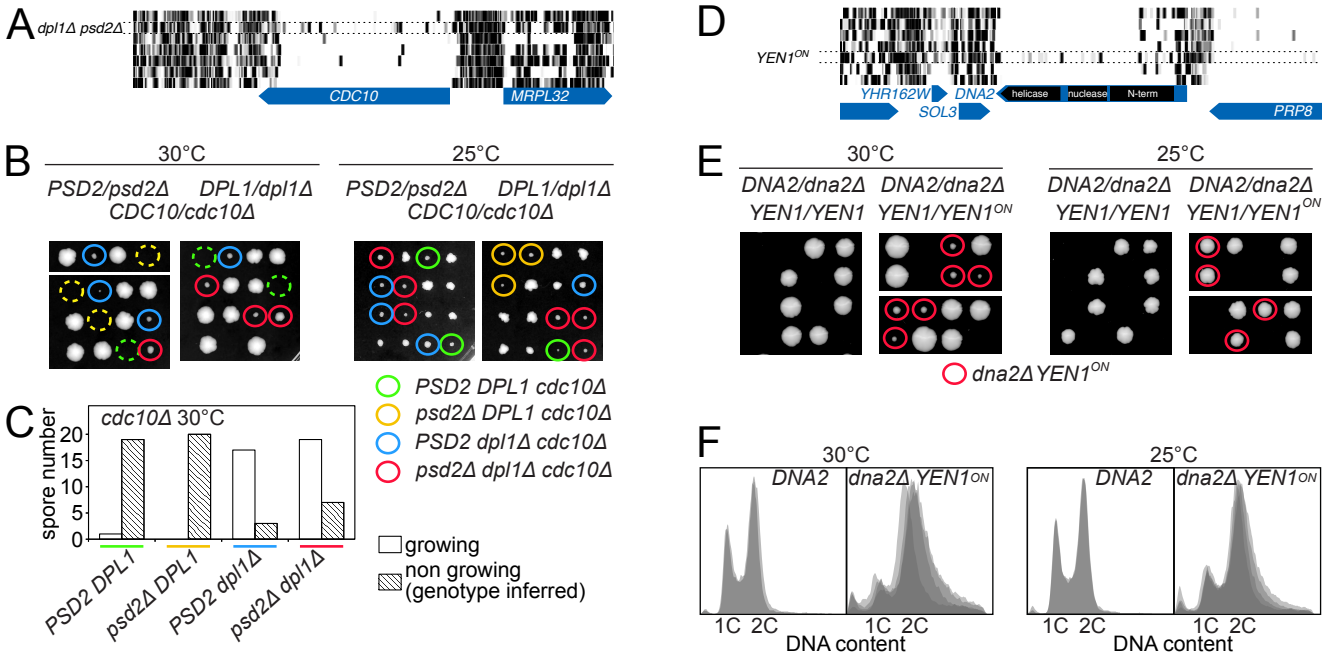 A
dpl1Δ psd2Δ
CDC10
MRPL32
B
30°C
25°C
PSD2/psd2Δ DPL1/dpl1Δ
CDC10/cdc10Δ
PSD2/psd2Δ DPL1/dpl1Δ
CDC10/cdc10Δ
PSD2 DPL1 cdc10Δ
psd2Δ DPL1 cdc10Δ
PSD2 dpl1Δ cdc10Δ
psd2Δ dpl1Δ cdc10Δ
C
cdc10Δ 30°C
spore number
20
15
10
5
0
PSD2 DPL1
psd2Δ DPL1
PSD2 dpl1Δ
psd2Δ dpl1Δ
growing
non growing
(genotype inferred)
D
YEN1ON
YHR162W
DNA2
helicase
nuclease
N-term
SOL3
PRP8
E
30°C
25°C
DNA2/dna2Δ DNA2/dna2Δ
YEN1/YEN1 YEN1/YEN1ON
DNA2/dna2Δ DNA2/dna2Δ
YEN1/YEN1 YEN1/YEN1ON
dna2Δ YEN1ON
F
30°C
25°C
DNA2
dna2Δ YEN1ON
DNA2
dna2Δ YEN1ON
1C 2C
1C 2C
1C 2C
1C 2C
DNA content
DNA content